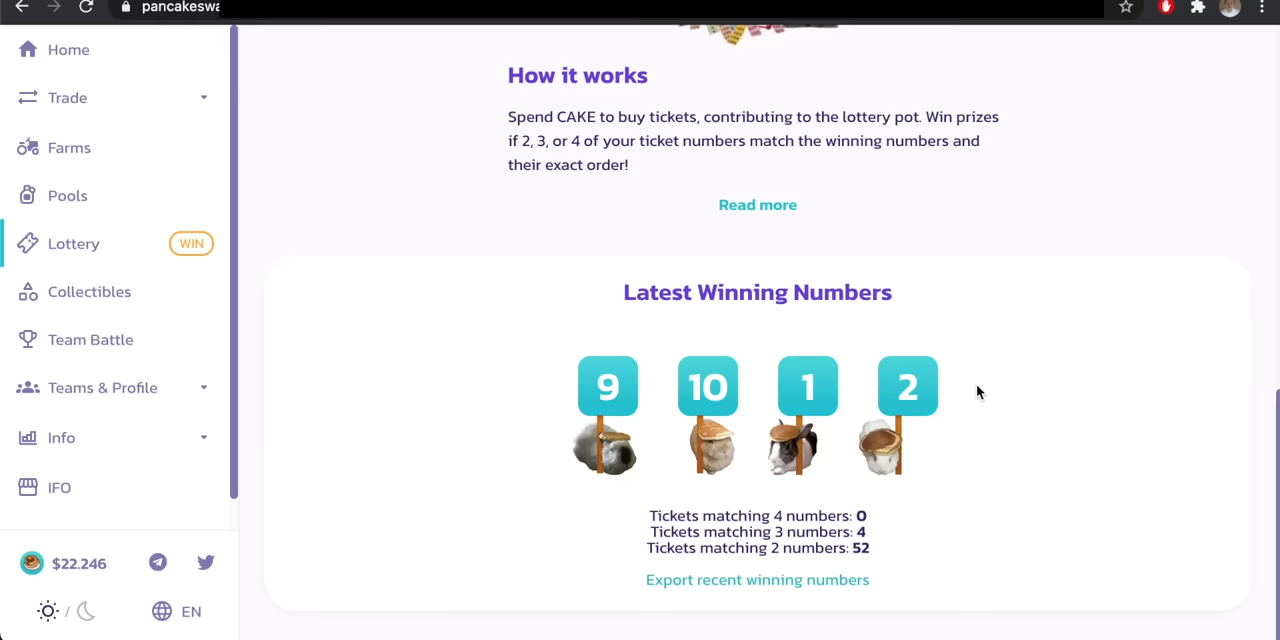 pancakeswa
Home
Trade
Farms
Pools
Lottery WIN
Collectibles
Team Battle
Teams & Profile
Info
IFO
$22.246
/
EN
How it works
Spend CAKE to buy tickets, contributing to the lottery pot. Win prizes
if 2, 3, or 4 of your ticket numbers match the winning numbers and
their exact order!
Read more
Latest Winning Numbers
9 10 1 2
Tickets matching 4 numbers: 0
Tickets matching 3 numbers: 4
Tickets matching 2 numbers: 52
Export recent winning numbers